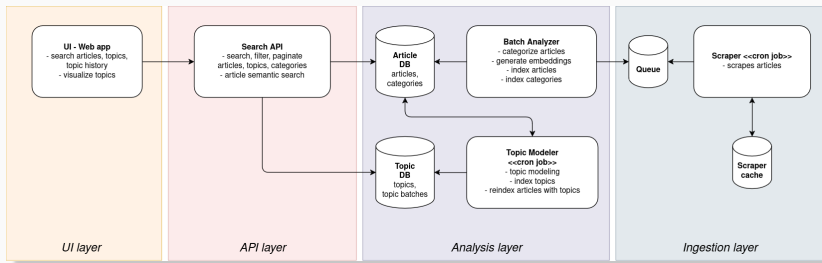 UI - Web app
- search articles, topics,
topic history
- visualize topics
Search API
- search, filter, paginate
articles, topics, categories
- article semantic search
Article
DB
articles,
categories
Batch Analyzer
- categorize articles
- generate embeddings
- index articles
- index categories
Queue
Scraper <<cron job>>
- scrapes articles
Topic
DB
topics,
topic batches
Topic Modeler
<<cron job>>
- topic modeling
- index topics
- reindex articles with topics
Scraper
cache
UI layer
API layer
Analysis layer
Ingestion layer